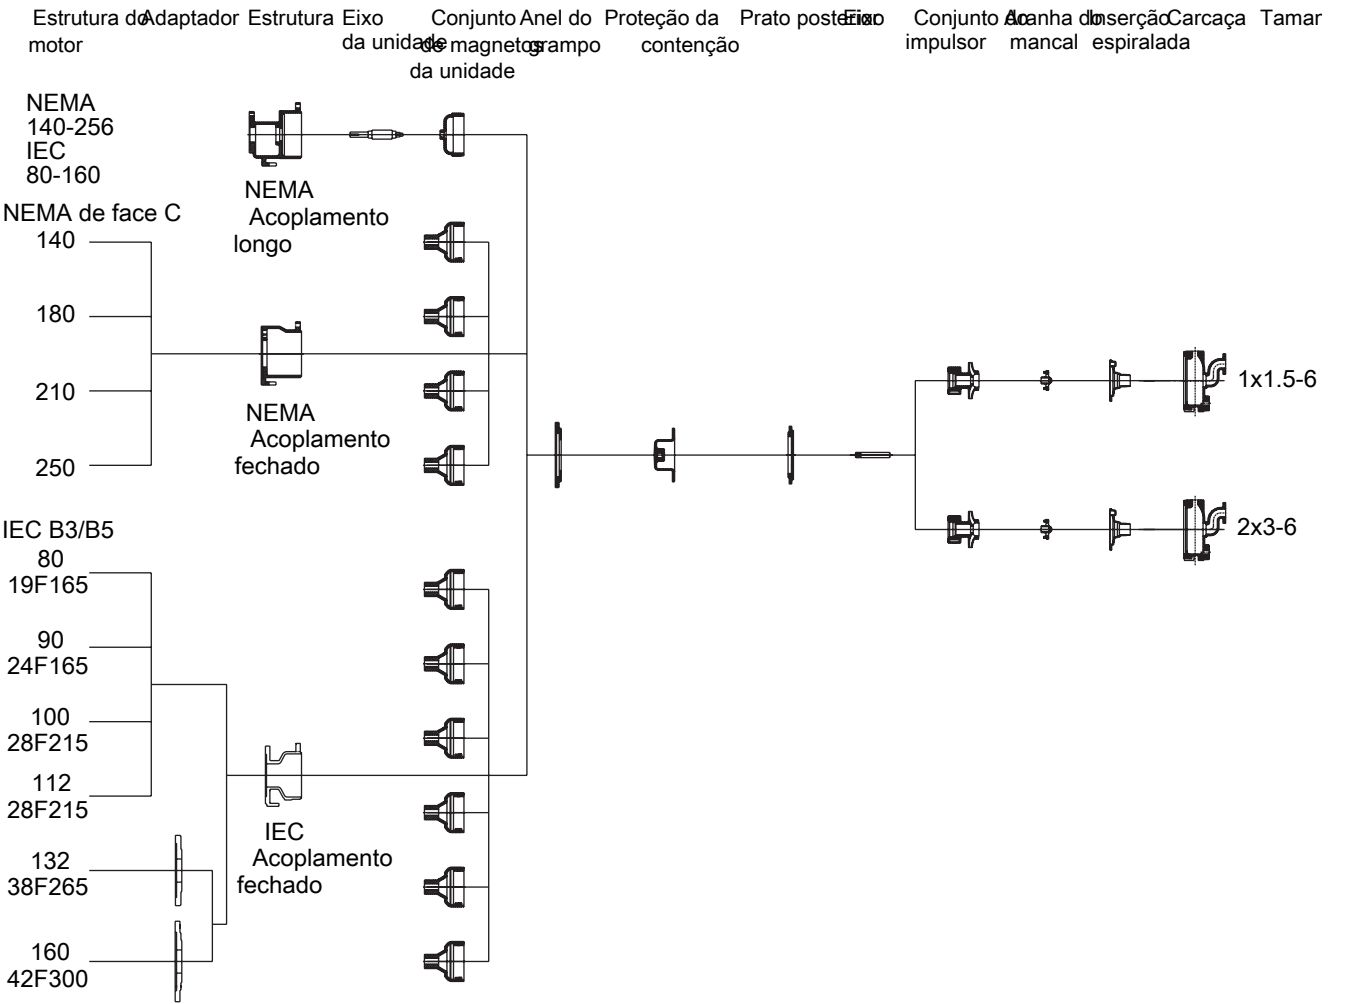 Estrutura do
motor
Adaptador
Estrutura
Eixo
da unidade
Conjunto
de magnetos
da unidade
Anel do
grampo
Proteção da
contenção
Prato posterior
Eixo
Conjunto do
impulsor
Aranha do
mancal
Inserção
espiralada
Carcaça
Tamar
NEMA
140-256
IEC
80-160
NEMA
Acoplamento
longo
NEMA de face C
140
180
210
250
NEMA
Acoplamento
fechado
1x1.5-6
2x3-6
IEC B3/B5
80
19F165
90
24F165
100
28F215
112
28F215
132
38F265
160
42F300
IEC
Acoplamento
fechado